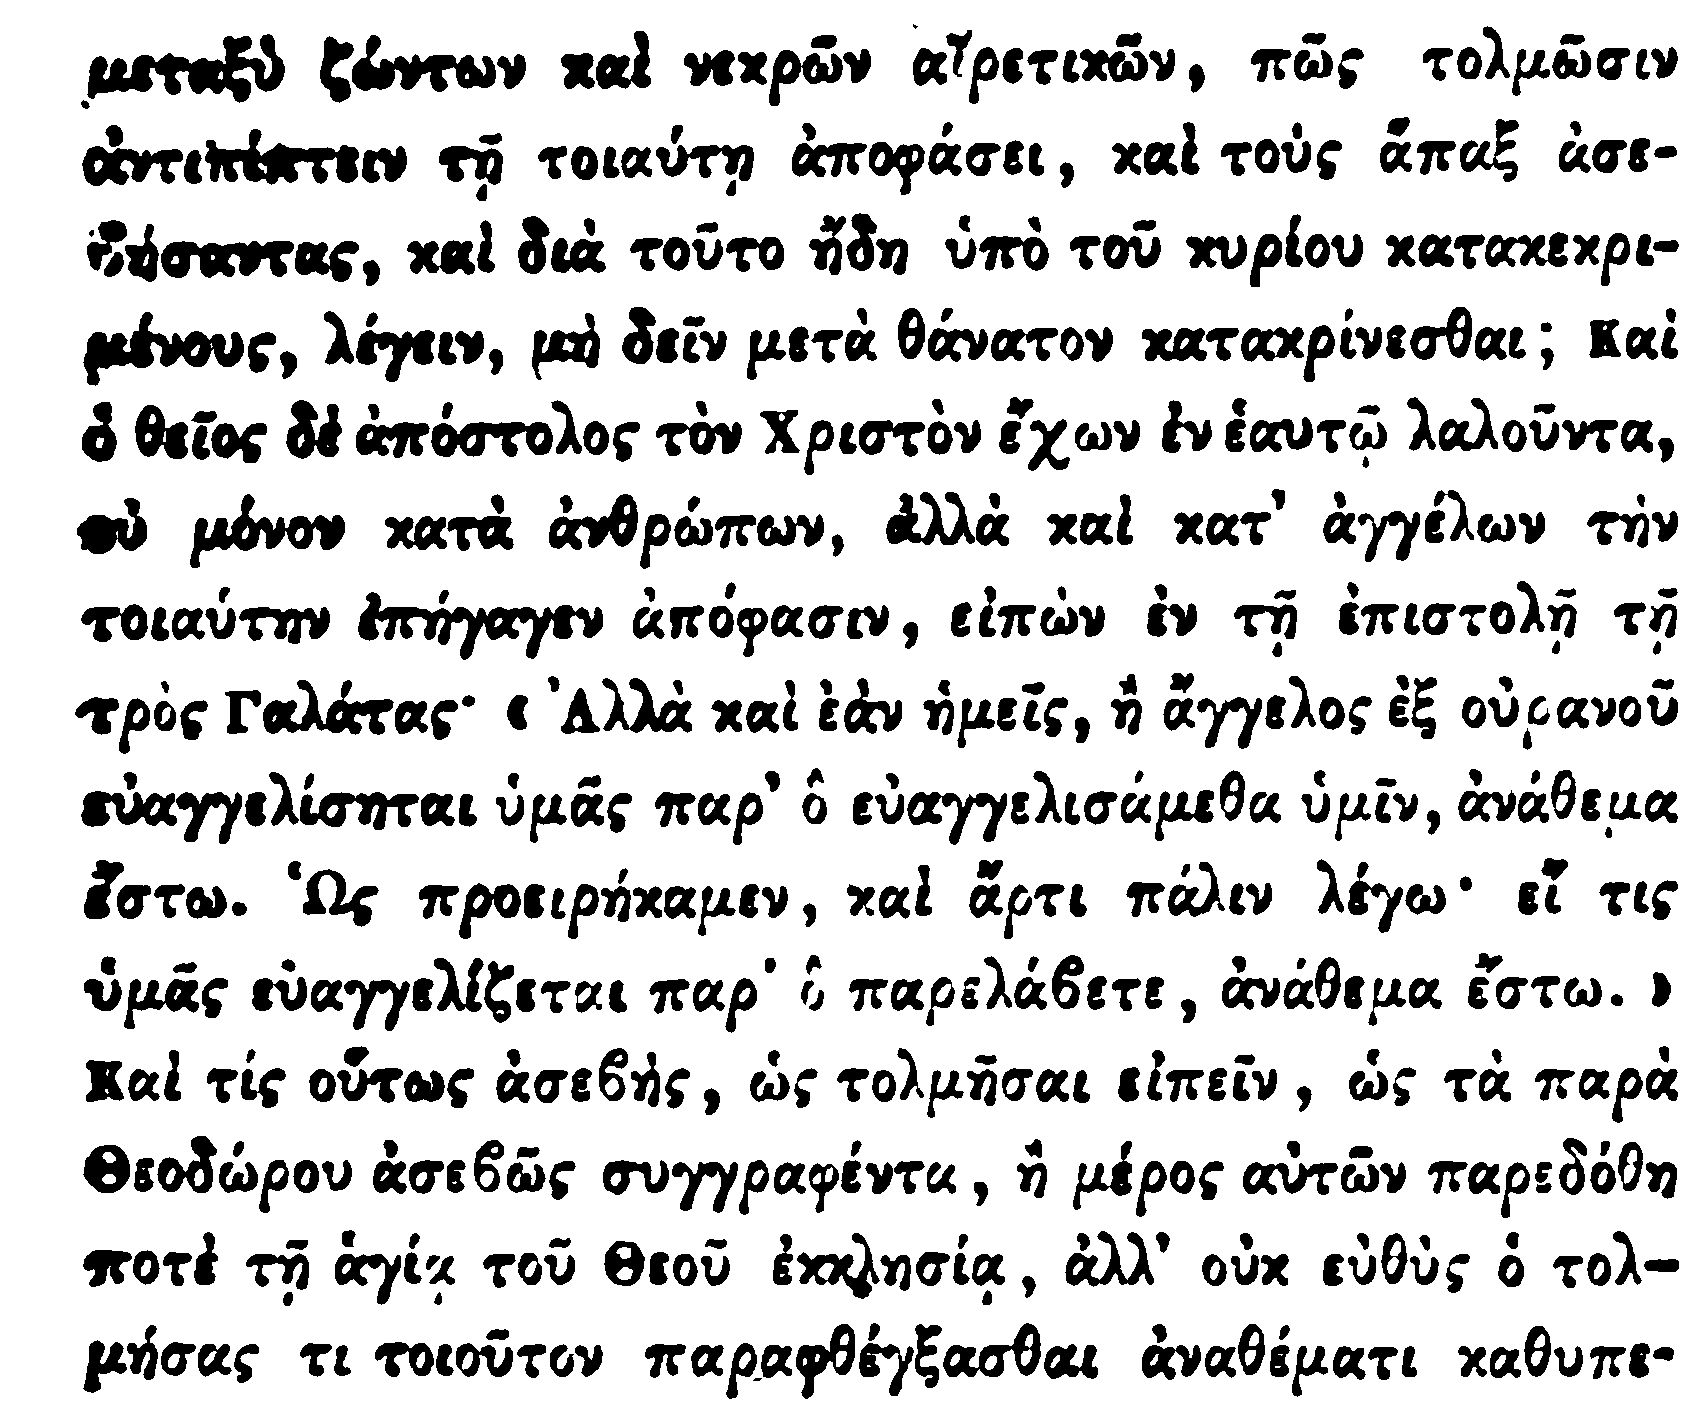 μεταξὺ ζώντων καὶ νεκρῶν αἱρετικῶν, πῶς τολμῶσιν
ἀντιπίπτειν τῇ τοιαύτῃ ἀποφάσει, καὶ τοὺς ἅπαξ ἀσε-
βήσαντας, καὶ διὰ τοῦτο ἤδη ὑπὸ τοῦ κυρίου κατακεκρι-
μένους, λέγειν, μὴ δεῖν μετὰ θάνατον κατακρίνεσθαι; Καὶ
ὁ θεῖος δὲ ἀπόστολος τὸν Χριστὸν ἔχων ἐν ἑαυτῷ λαλοῦντα,
οὐ μόνον κατὰ ἀνθρώπων, ἀλλὰ καὶ κατ' ἀγγέλων τὴν
τοιαύτην ἐπήγαγεν ἀπόφασιν, εἰπὼν ἐν τῇ ἐπιστολῇ τῇ
πρὸς Γαλάτας· « Ἀλλὰ καὶ ἐὰν ἡμεῖς, ἢ ἄγγελος ἐξ οὐρανοῦ
εὐαγγελίσηται ὑμᾶς παρ' ὃ εὐαγγελισάμεθα ὑμῖν, ἀνάθεμα
ἔστω. Ὡς προειρήκαμεν, καὶ ἄρτι πάλιν λέγω· εἴ τις
ὑμᾶς εὐαγγελίζεται παρ' ὃ παρελάβετε, ἀνάθεμα ἔστω. »
Καὶ τίς οὕτως ἀσεβὴς, ὡς τολμῆσαι εἰπεῖν, ὡς τὰ παρὰ
Θεοδώρου ἀσεβῶς συγγραφέντα, ἢ μέρος αὐτῶν παρεδόθη
ποτὲ τῇ ἁγίᾳ τοῦ Θεοῦ ἐκκλησίᾳ, ἀλλ' οὐκ εὐθὺς ὁ τολ-
μήσας τι τοιοῦτον παραφθέγξασθαι ἀναθέματι καθυπε-